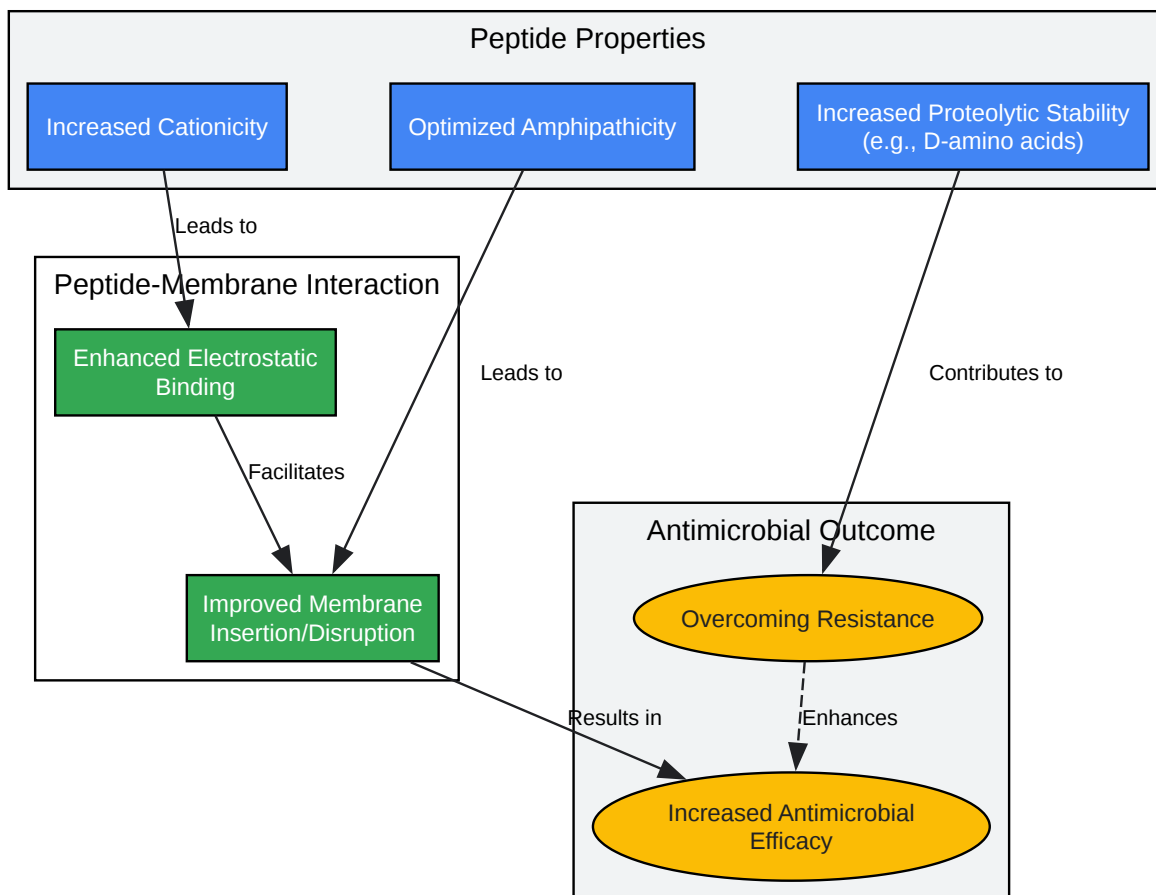 Peptide Properties
Increased Cationicity
Optimized Amphipathicity
Increased Proteolytic Stability
(e.g., D-amino acids)
Leads to
Peptide-Membrane Interaction
Enhanced Electrostatic
Binding
Leads to
Contributes to
Facilitates
Antimicrobial Outcome
Improved Membrane
Insertion/Disruption
Overcoming Resistance
Results in
Enhances
Increased Antimicrobial
Efficacy